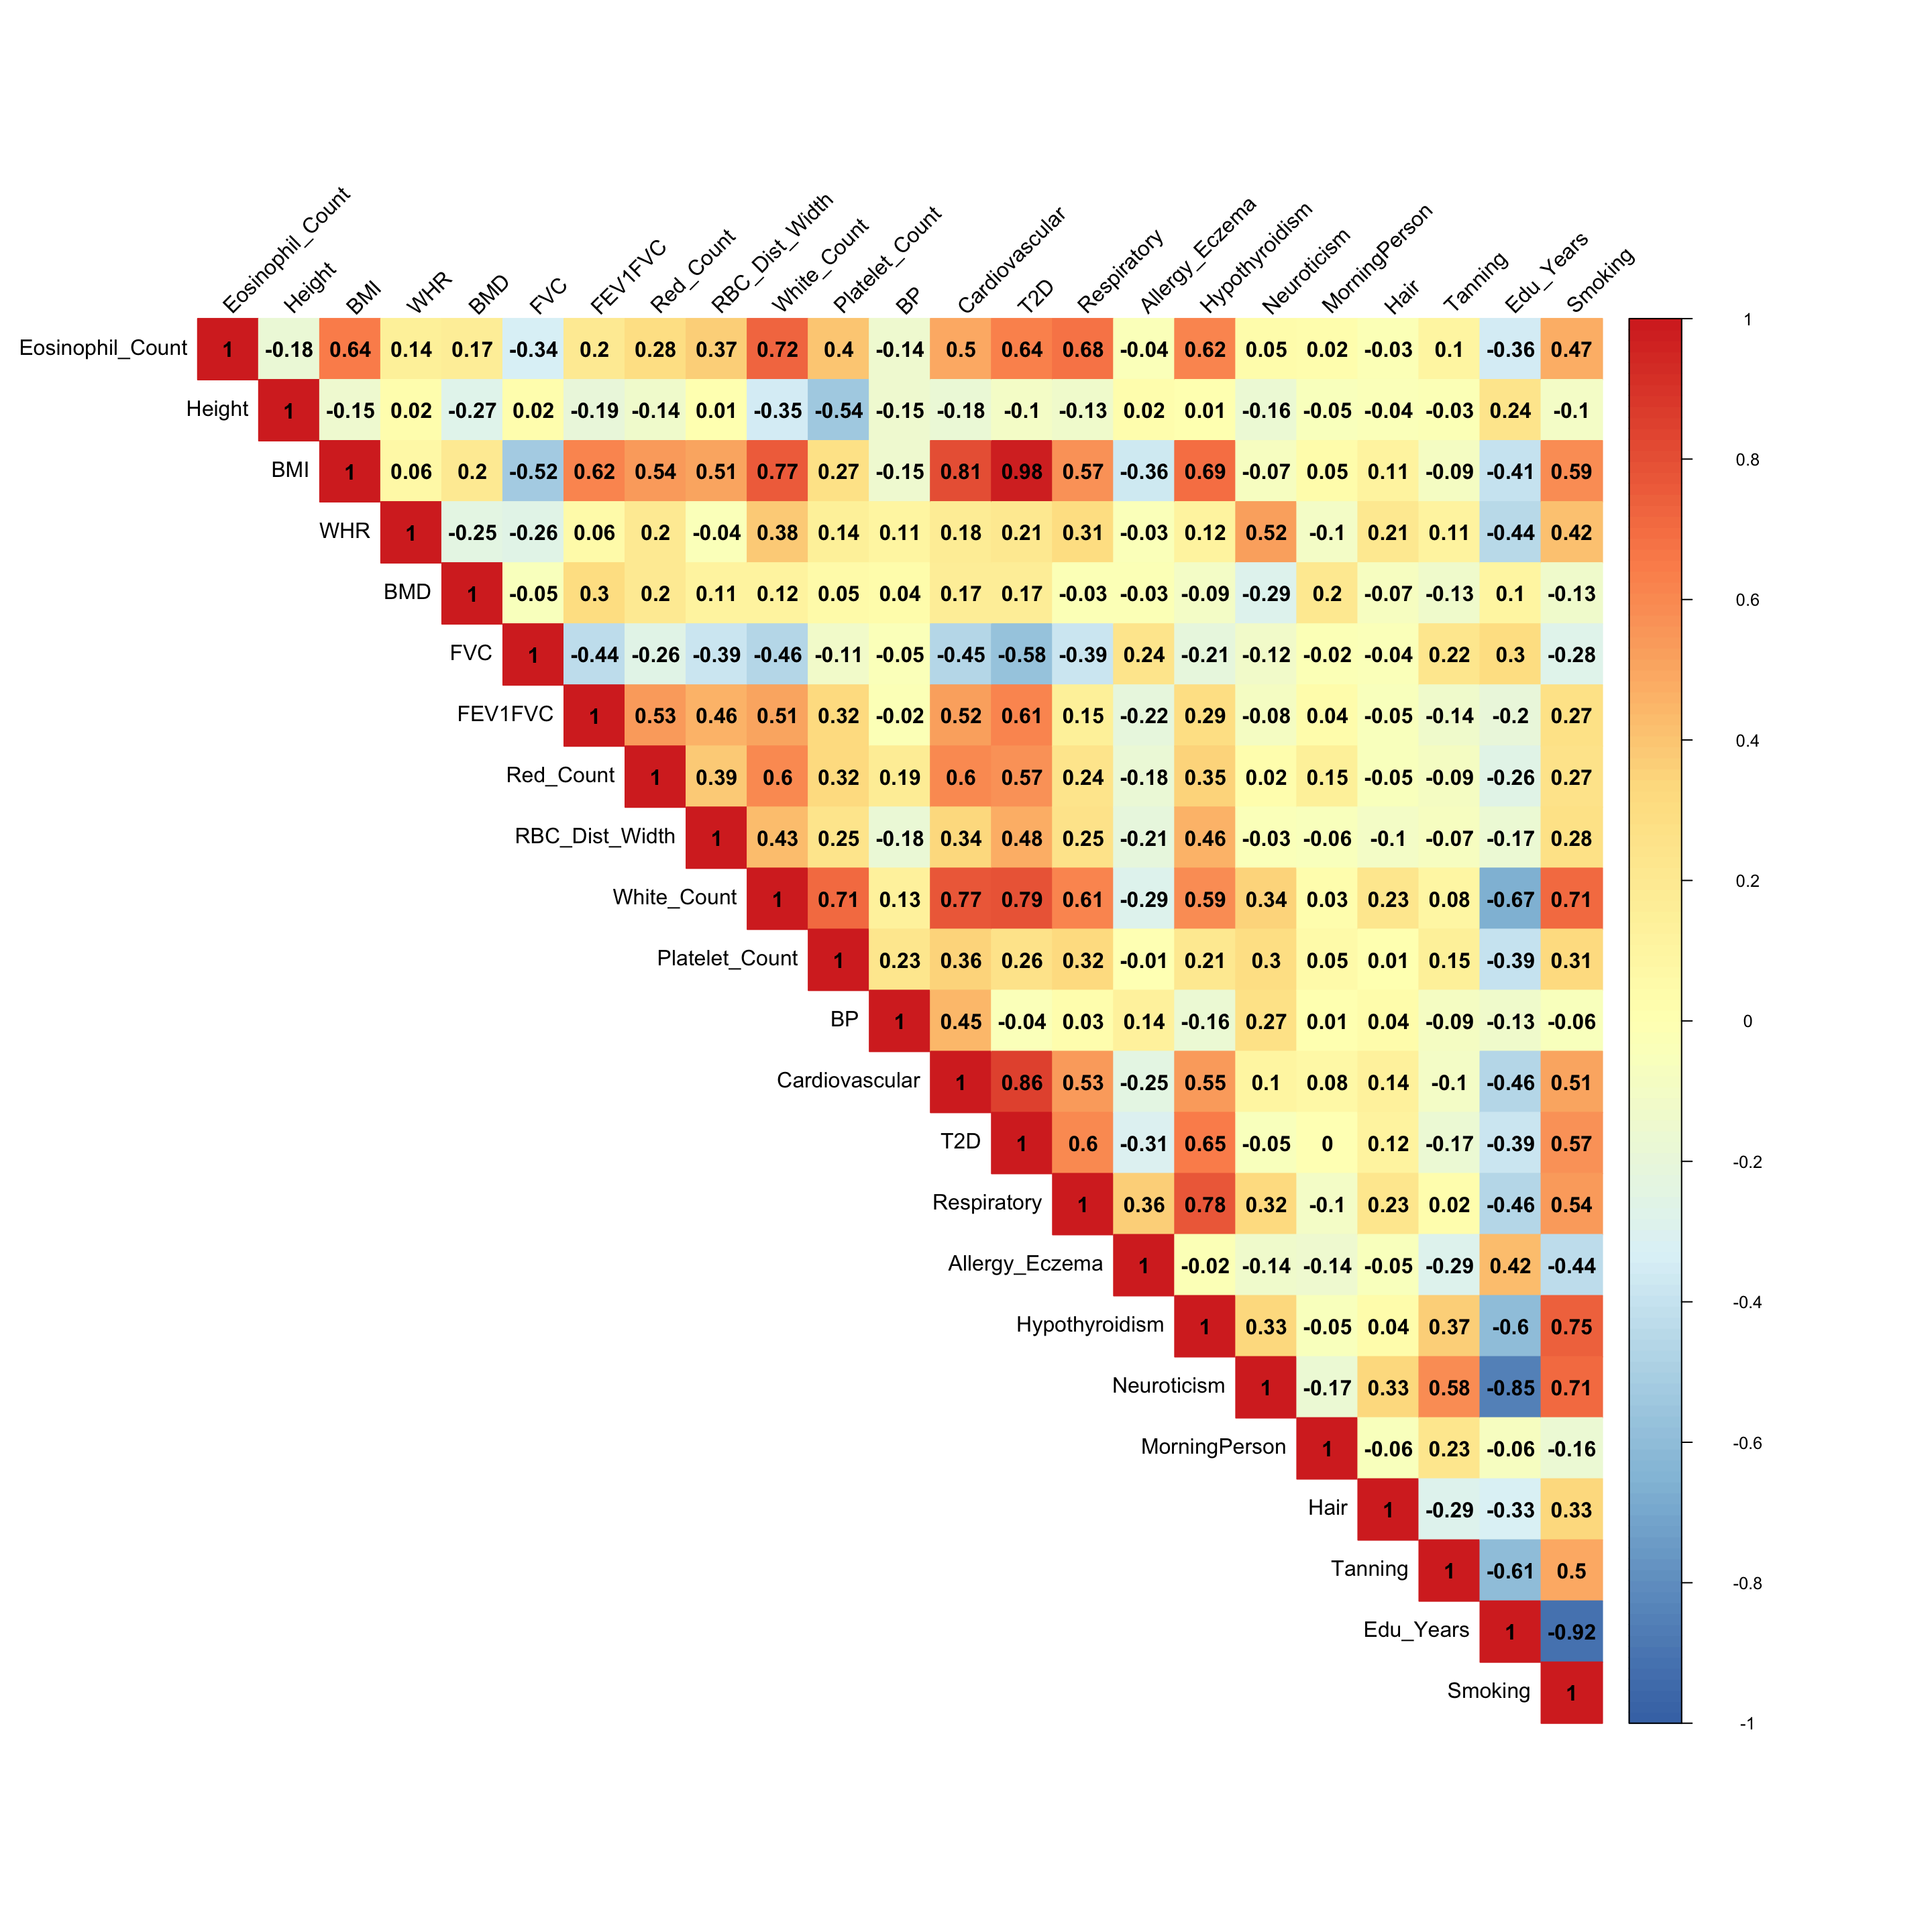 Eosinophil_Count Height BMI WHR BMD FVC FEV1FVC Red_Count RBC_Dist_Width White_Count Platelet_Count BP Cardiovascular T2D Respiratory Allergy_Eczema Hypothyroidism Neuroticism MorningPerson Hair Tanning Edu_Years Smoking
Eosinophil_Count 1 -0.18 0.64 0.14 0.17 -0.34 0.2 0.28 0.37 0.72 0.4 -0.14 0.5 0.64 0.68 -0.04 0.62 0.05 0.02 -0.03 0.1 -0.36 0.47
Height 1 -0.15 0.02 -0.27 0.02 -0.19 -0.14 0.01 -0.35 -0.54 -0.15 -0.18 -0.1 -0.13 0.02 0.01 -0.16 -0.05 -0.04 -0.03 0.24 -0.1
BMI 1 0.06 0.2 -0.52 0.62 0.54 0.51 0.77 0.27 -0.15 0.81 0.98 0.57 -0.36 0.69 -0.07 0.05 0.11 -0.09 -0.41 0.59
WHR 1 -0.25 -0.26 0.06 0.2 -0.04 0.38 0.14 0.11 0.18 0.21 0.31 -0.03 0.12 0.52 -0.1 0.21 0.11 -0.44 0.42
BMD 1 -0.05 0.3 0.2 0.11 0.12 0.05 0.04 0.17 0.17 -0.03 -0.03 -0.09 -0.29 0.2 -0.07 -0.13 0.1 -0.13
FVC 1 -0.44 -0.26 -0.39 -0.46 -0.11 -0.05 -0.45 -0.58 -0.39 0.24 -0.21 -0.12 -0.02 -0.04 0.22 0.3 -0.28
FEV1FVC 1 0.53 0.46 0.51 0.32 -0.02 0.52 0.61 0.15 -0.22 0.29 -0.08 0.04 -0.05 -0.14 -0.2 0.27
Red_Count 1 0.39 0.6 0.32 0.19 0.6 0.57 0.24 -0.18 0.35 0.02 0.15 -0.05 -0.09 -0.26 0.27
RBC_Dist_Width 1 0.43 0.25 -0.18 0.34 0.48 0.25 -0.21 0.46 -0.03 -0.06 -0.1 -0.07 -0.17 0.28
White_Count 1 0.71 0.13 0.77 0.79 0.61 -0.29 0.59 0.34 0.03 0.23 0.08 -0.67 0.71
Platelet_Count 1 0.23 0.36 0.26 0.32 -0.01 0.21 0.3 0.05 0.01 0.15 -0.39 0.31
BP 1 0.45 -0.04 0.03 0.14 -0.16 0.27 0.01 0.04 -0.09 -0.13 -0.06
Cardiovascular 1 0.86 0.53 -0.25 0.55 0.1 0.08 0.14 -0.1 -0.46 0.51
T2D 1 0.6 -0.31 0.65 -0.05 0 0.12 -0.17 -0.39 0.57
Respiratory 1 0.36 0.78 0.32 -0.1 0.23 0.02 -0.46 0.54
Allergy_Eczema 1 -0.02 -0.14 -0.14 -0.05 -0.29 0.42 -0.44
Hypothyroidism 1 0.33 -0.05 0.04 0.37 -0.6 0.75
Neuroticism 1 -0.17 0.33 0.58 -0.85 0.71
MorningPerson 1 -0.06 0.23 -0.06 -0.16
Hair 1 -0.29 -0.33 0.33
Tanning 1 -0.61 0.5
Edu_Years 1 -0.92
Smoking 1
1
0.8
0.6
0.4
0.2
0
-0.2
-0.4
-0.6
-0.8
-1